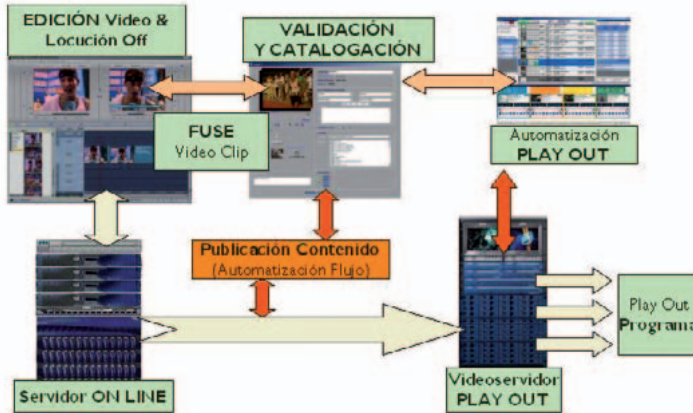 EDICIÓN Video &
Locución Off
VALIDACIÓN
Y CATALOGACIÓN
FUSE
Video Clip
Automatización
PLAY OUT
Publicación Contenido
(Automatización Flujo)
Play Out
Programa
Servidor ON LINE
Videoservidor
PLAY OUT